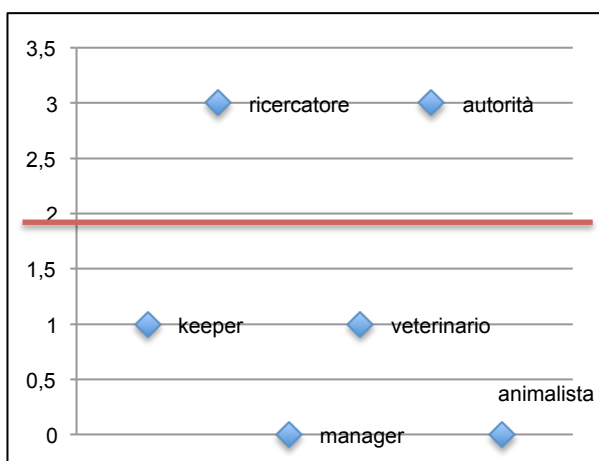 3,5
3 ricercatore autorità
2,5
2
1,5
1 keeper veterinario
0,5
animalista
0 manager